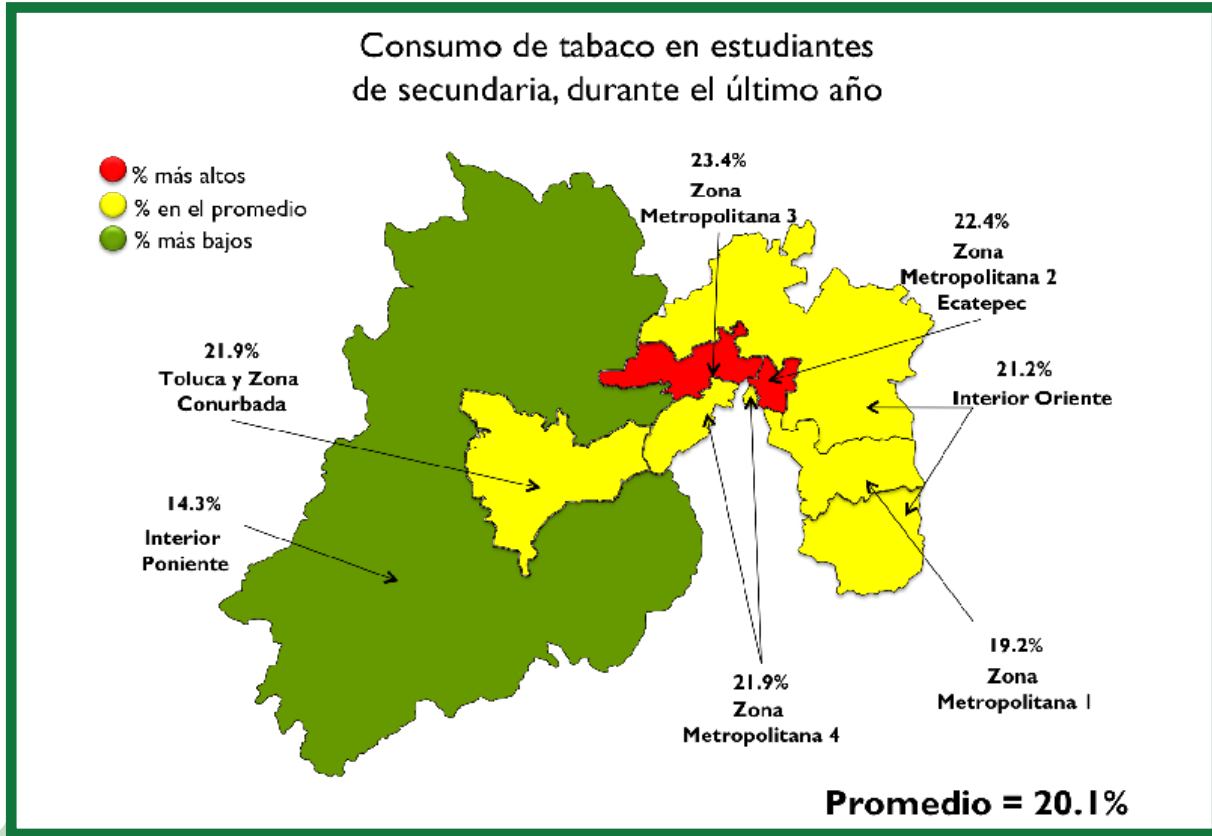 Consumo de tabaco en estudiantes
de secundaria, durante el último año
% más altos
% en el promedio
% más bajos
23.4%
Zona
Metropolitana 3
22.4%
Zona
Metropolitana 2
Ecatepec
21.9%
Toluca y Zona
Conurbada
21.2%
Interior Oriente
14.3%
Interior
Poniente
19.2%
Zona
Metropolitana 1
21.9%
Zona
Metropolitana 4
Promedio = 20.1%